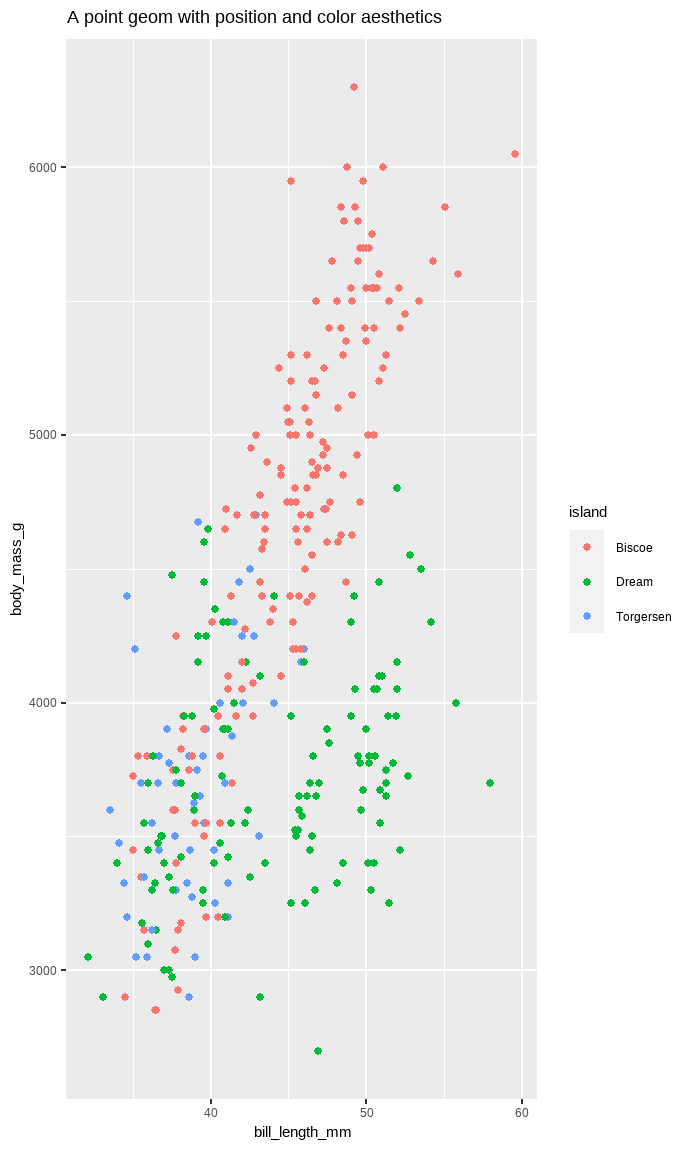 A point geom with position and color aesthetics
6000
5000
4000
3000
body_mass_g
40
50
60
bill_length_mm
island
Biscoe
Dream
Torgersen